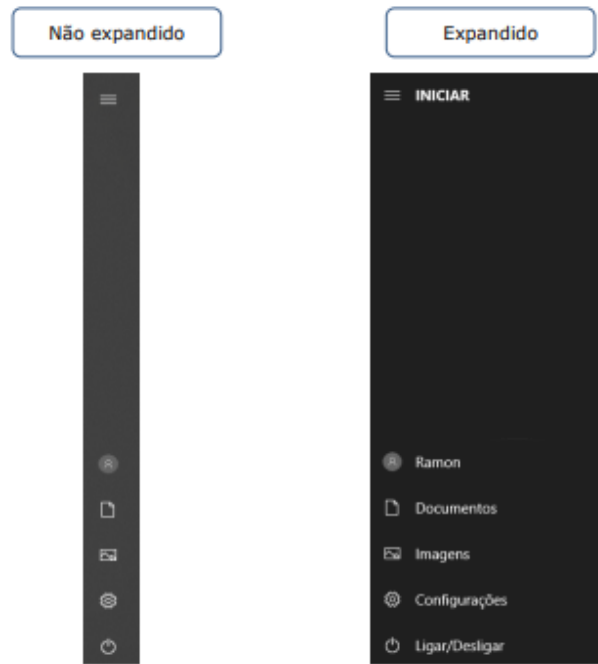 Não expandido
Expandido
INICIAR
Ramon
Documentos
Imagens
Configurações
Ligar/Desligar